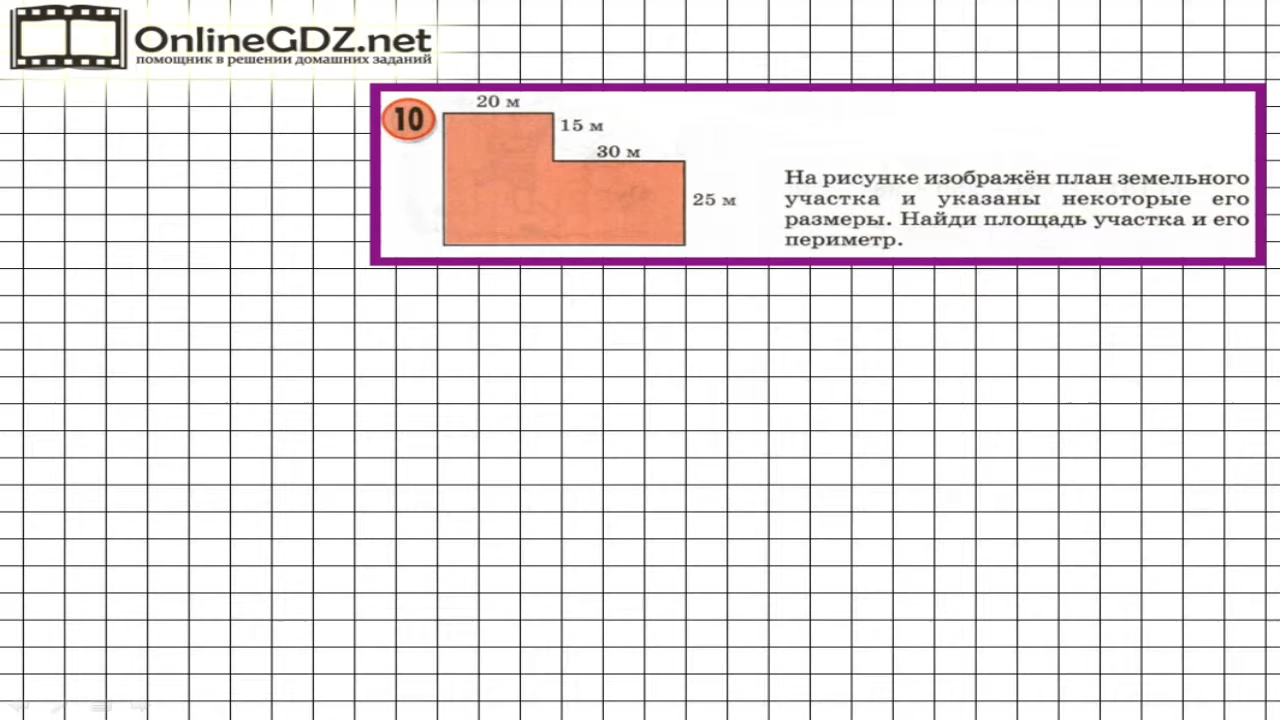 OnlineGDZ.net
помощник в решении домашних заданий
10
20 м
15 м
30 м
25 м
На рисунке изображён план земельного
участка и указаны некоторые его
размеры. Найди площадь участка и его
периметр.